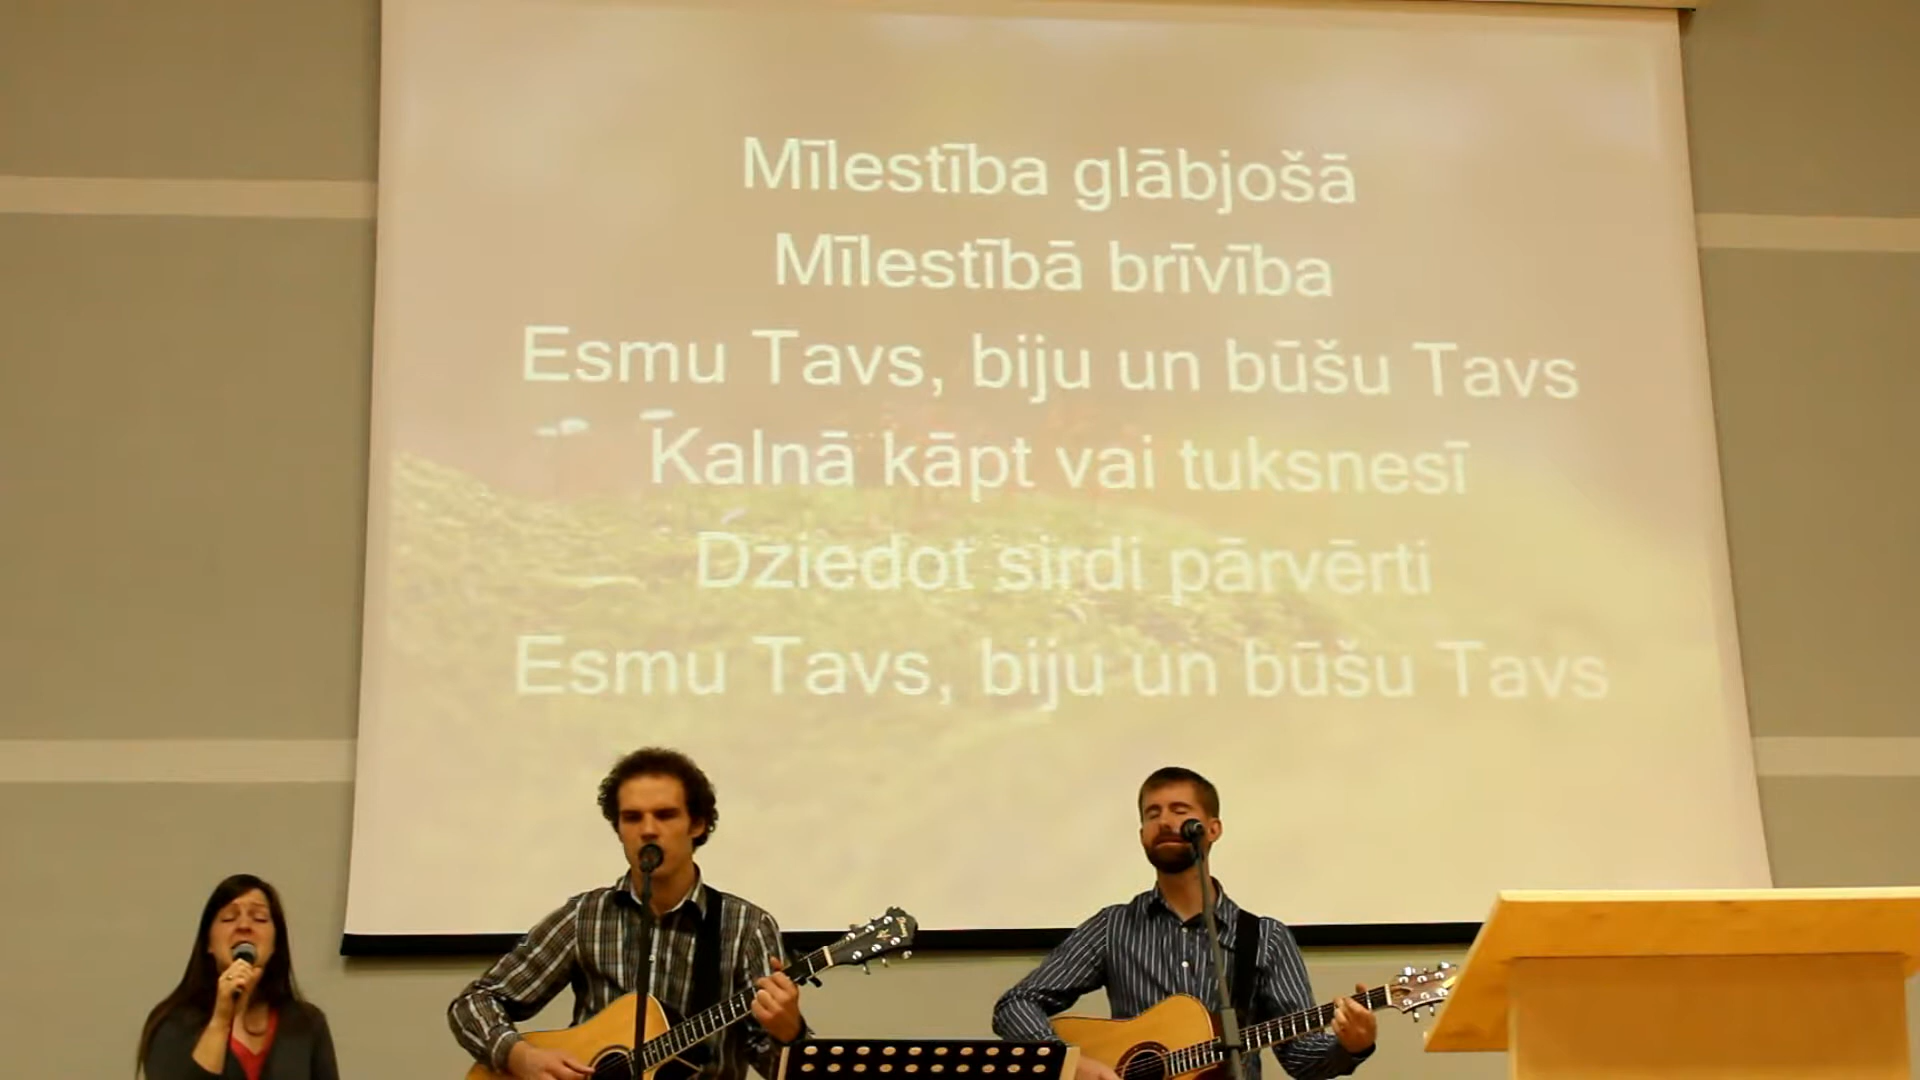 Mīlestība glābjošā
Mīlestībā brīvība
Esmu Tavs, biju un būšu Tavs
Kalnā kāpt vai tuksnesī
Dziedot sirdi pārvērti
Esmu Tavs, biju un būšu Tavs